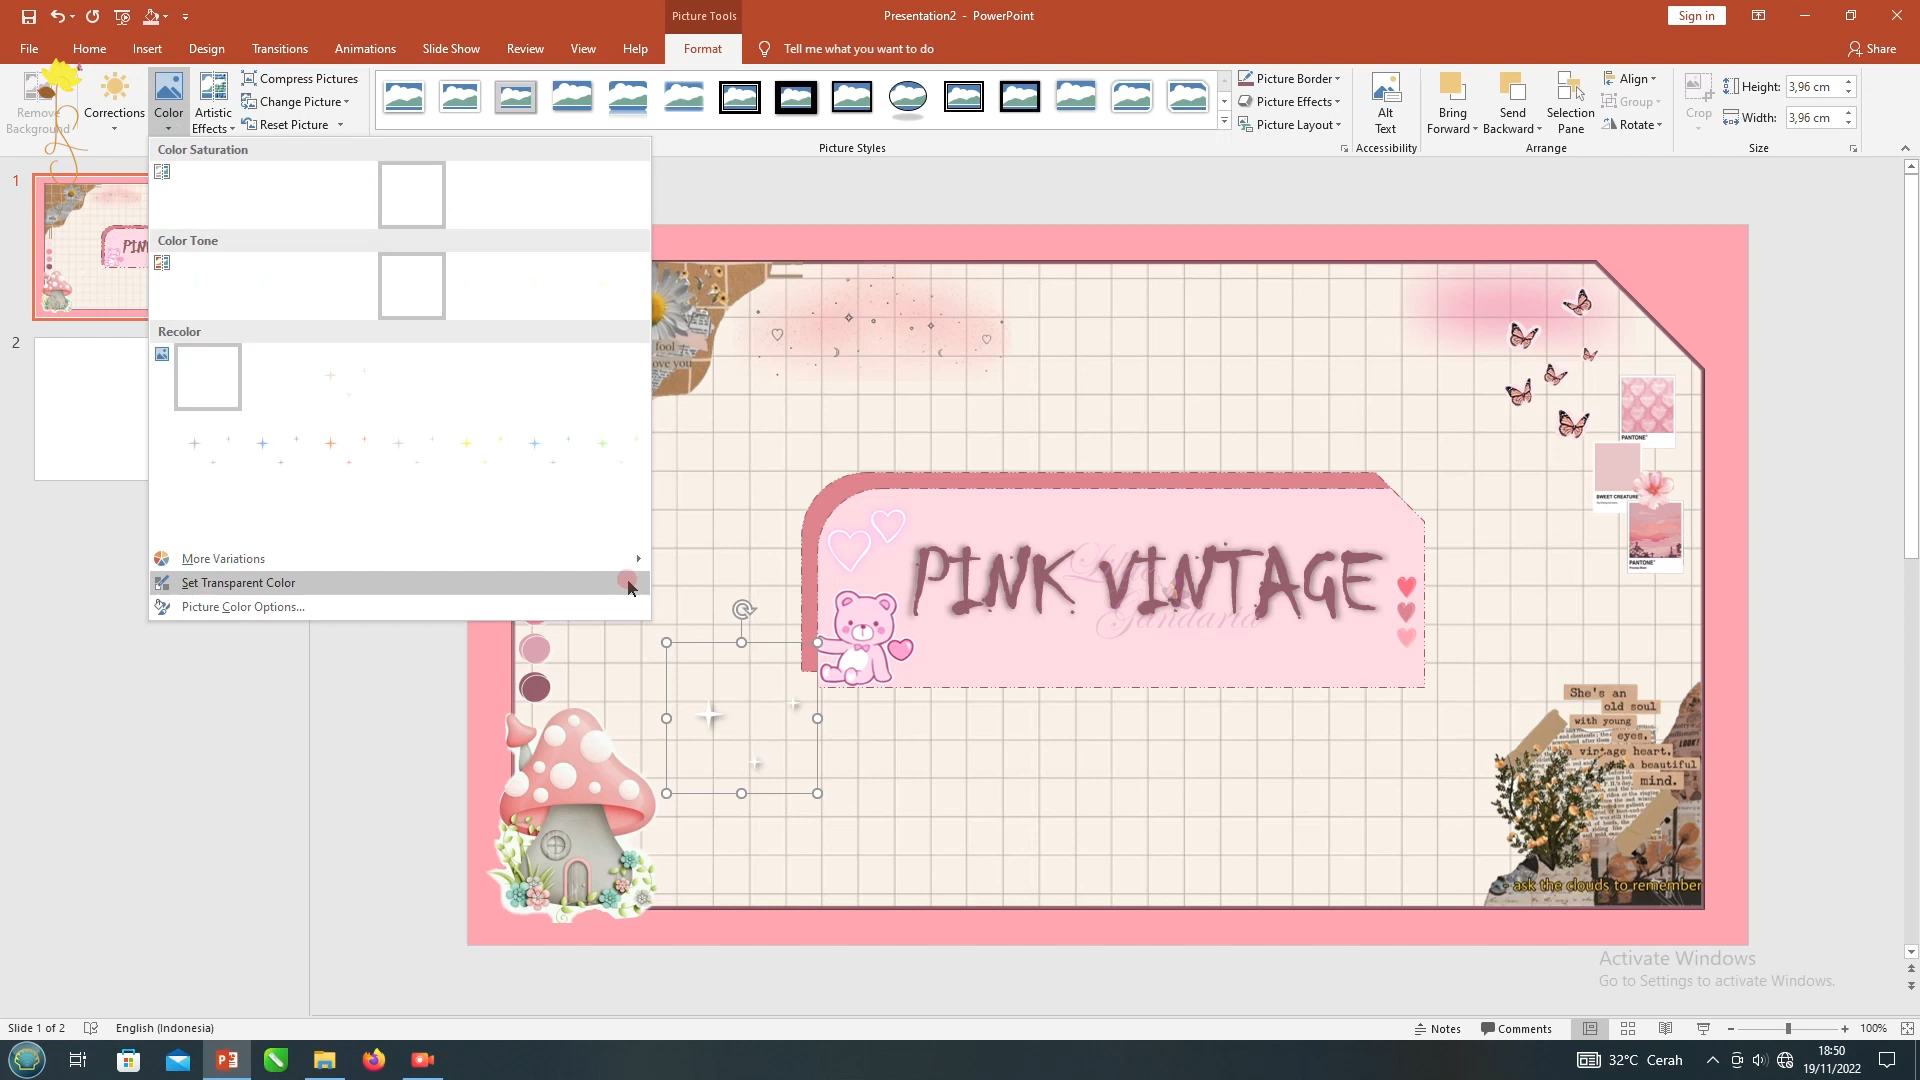 Picture Tools
Presentation2 - PowerPoint
Sign in
File
Home
Insert
Design
Transitions
Animations
Slide Show
Review
View
Help
Format
Tell me what you want to do
Share
Remove
Background
Corrections
Color
Artistic
Effects
Compress Pictures
Change Picture
Reset Picture
Picture Border
Picture Effects
Picture Layout
Picture Styles
Alt
Text
Accessibility
Bring
Forward
Send
Backward
Selection
Pane
Align
Group
Rotate
Arrange
Crop
Height: 3,96 cm
Width: 3,96 cm
Size
Color Saturation
Color Tone
Recolor
More Variations
Set Transparent Color
Picture Color Options...
1
2
PANTONE
SWEET CREATURE
PANTONE
PINK VINTAGE
Gandaria
She's an
old soul
with young
eyes.
a vintage heart.
a beautiful
mind.
- ask the clouds to remember
Activate Windows
Go to Settings to activate Windows.
Slide 1 of 2
English (Indonesia)
Notes
Comments
100%
32°C Cerah
18:50
19/11/2022